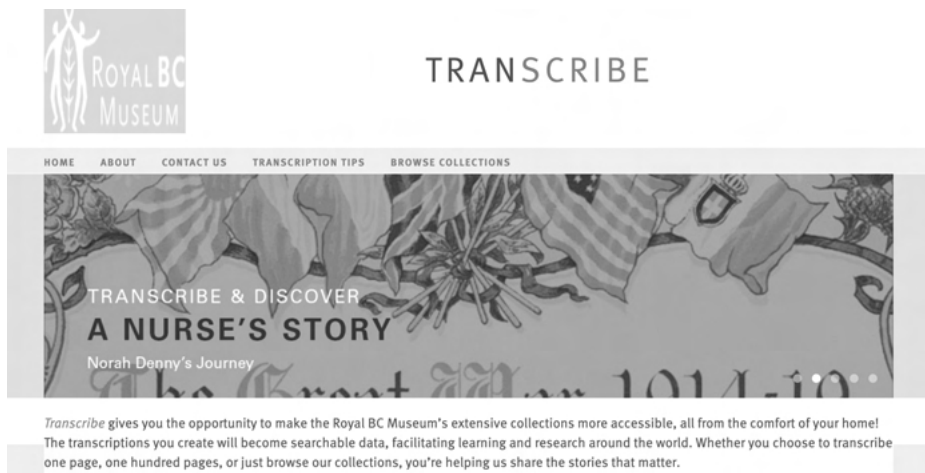 ROYAL BC
MUSEUM
TRANSCRIBE
HOME ABOUT CONTACT US TRANSCRIPTION TIPS BROWSE COLLECTIONS
TRANSCRIBE & DISCOVER
A NURSE'S STORY
Norah Denny's Journey
The Great War 1914-19
Transcribe gives you the opportunity to make the Royal BC Museum's extensive collections more accessible, all from the comfort of your home!
The transcriptions you create will become searchable data, facilitating learning and research around the world. Whether you choose to transcribe
one page, one hundred pages, or just browse our collections, you're helping us share the stories that matter.